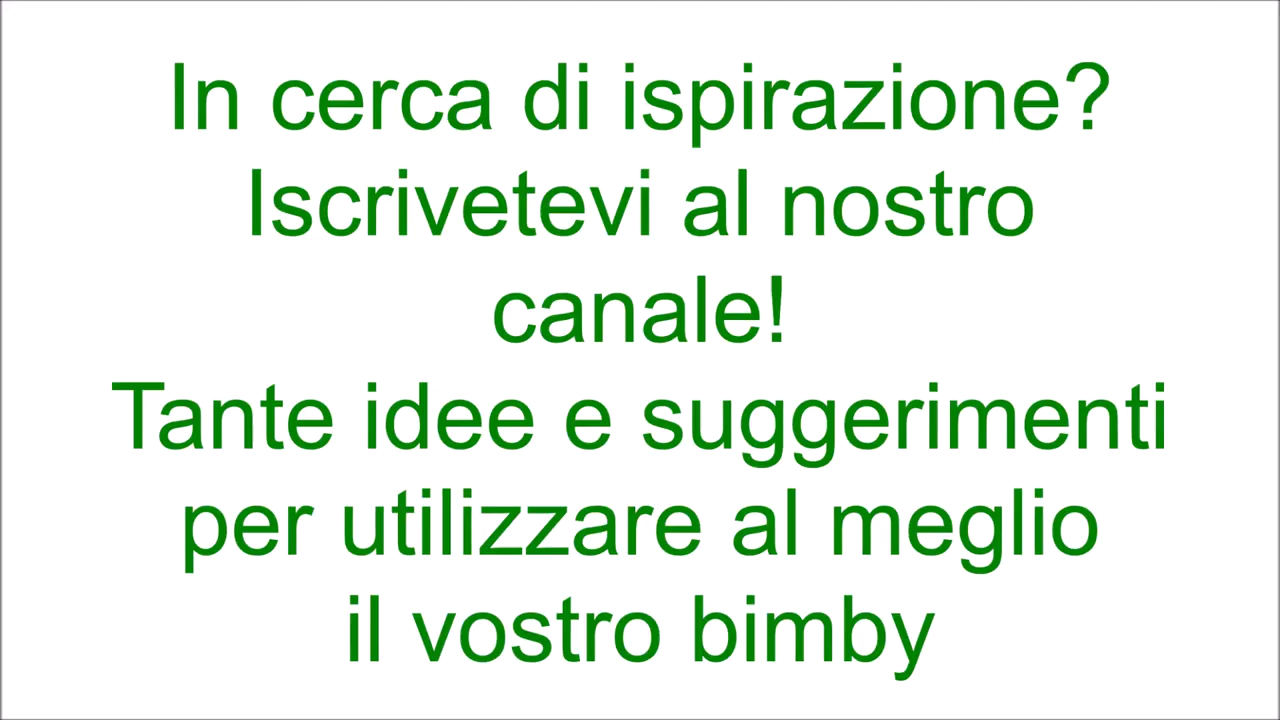 In cerca di ispirazione?
Iscrivetevi al nostro
canale!
Tante idee e suggerimenti
per utilizzare al meglio
il vostro bimby